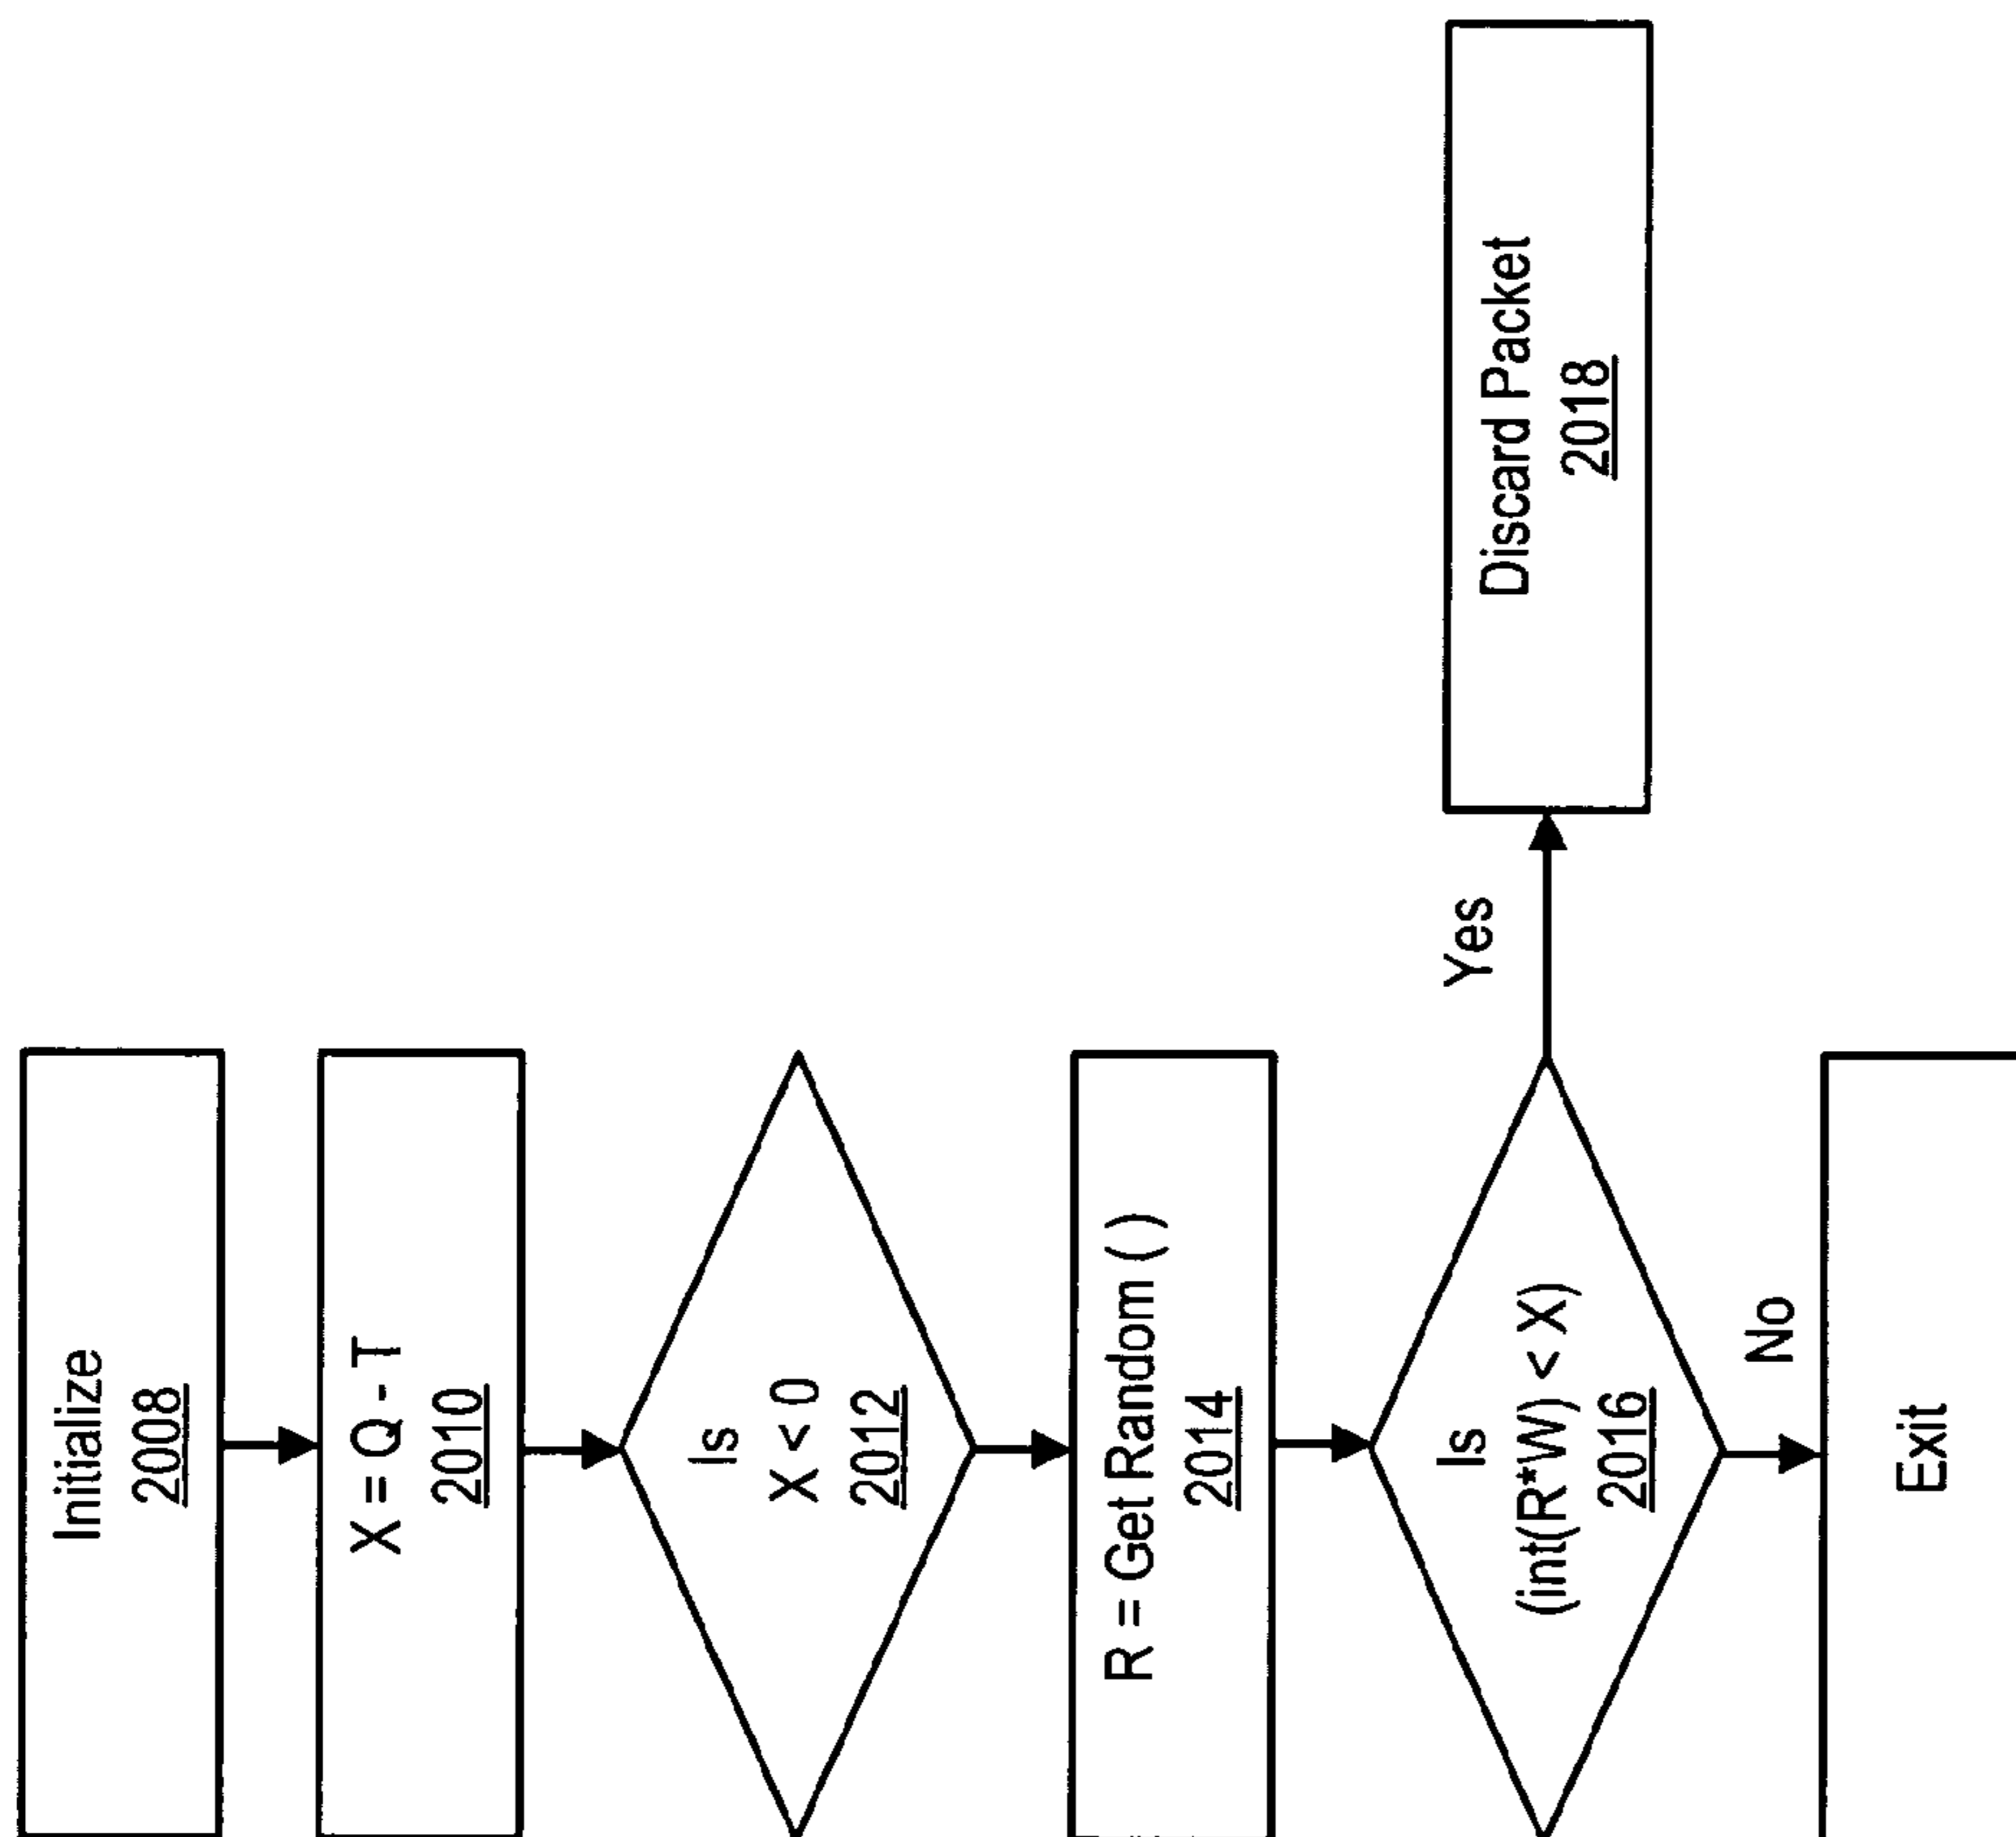 Initialize
2008
X = Q - T
2010
Is
X < 0
2012
R = Get Random ( )
2014
Is
(int(R*W) < X)
2016
Yes
Discard Packet
2018
No
Exit